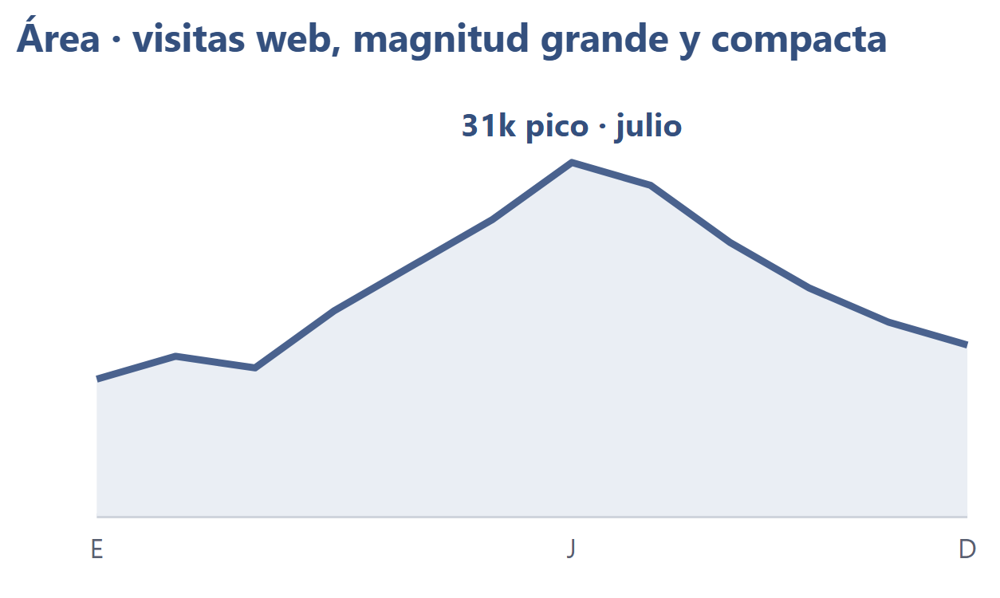 Área · visitas web, magnitud grande y compacta
31k pico · julio
E J D